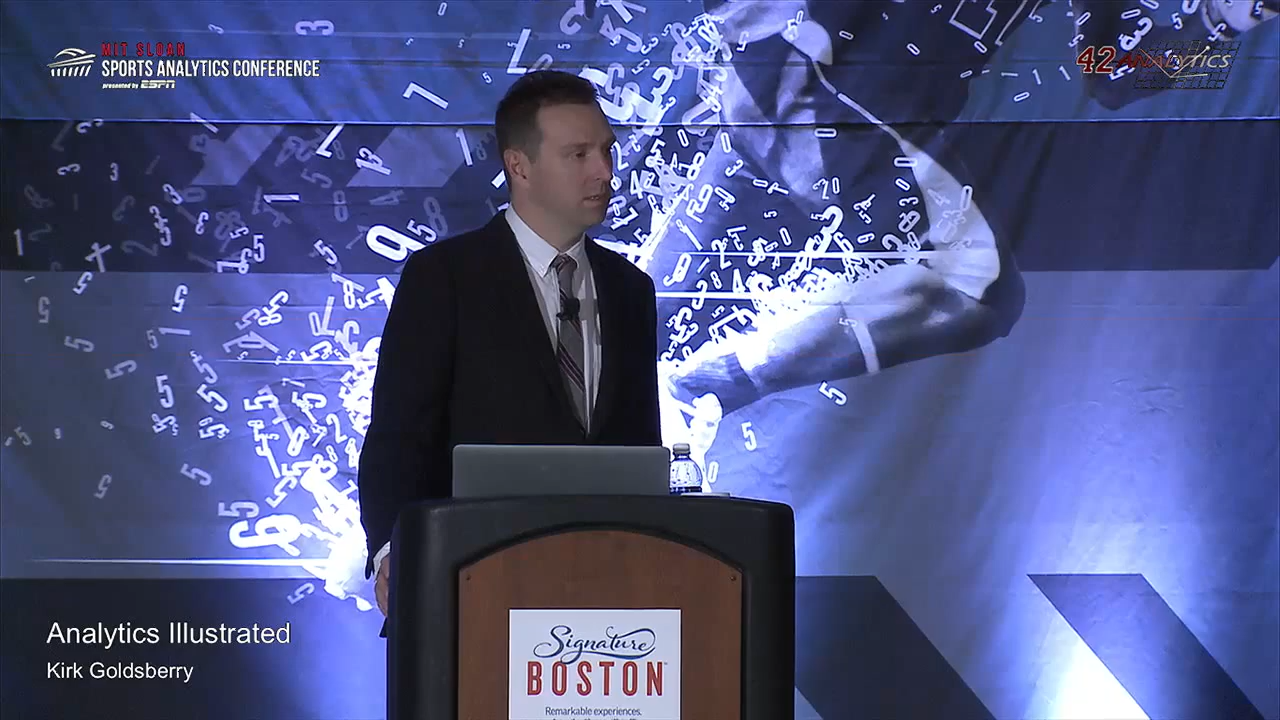 MIT SLOAN
SPORTS ANALYTICS CONFERENCE
presented by ESPN
42 ANALYTICS
Analytics Illustrated
Kirk Goldsberry
Signature
BOSTON
Remarkable experiences.